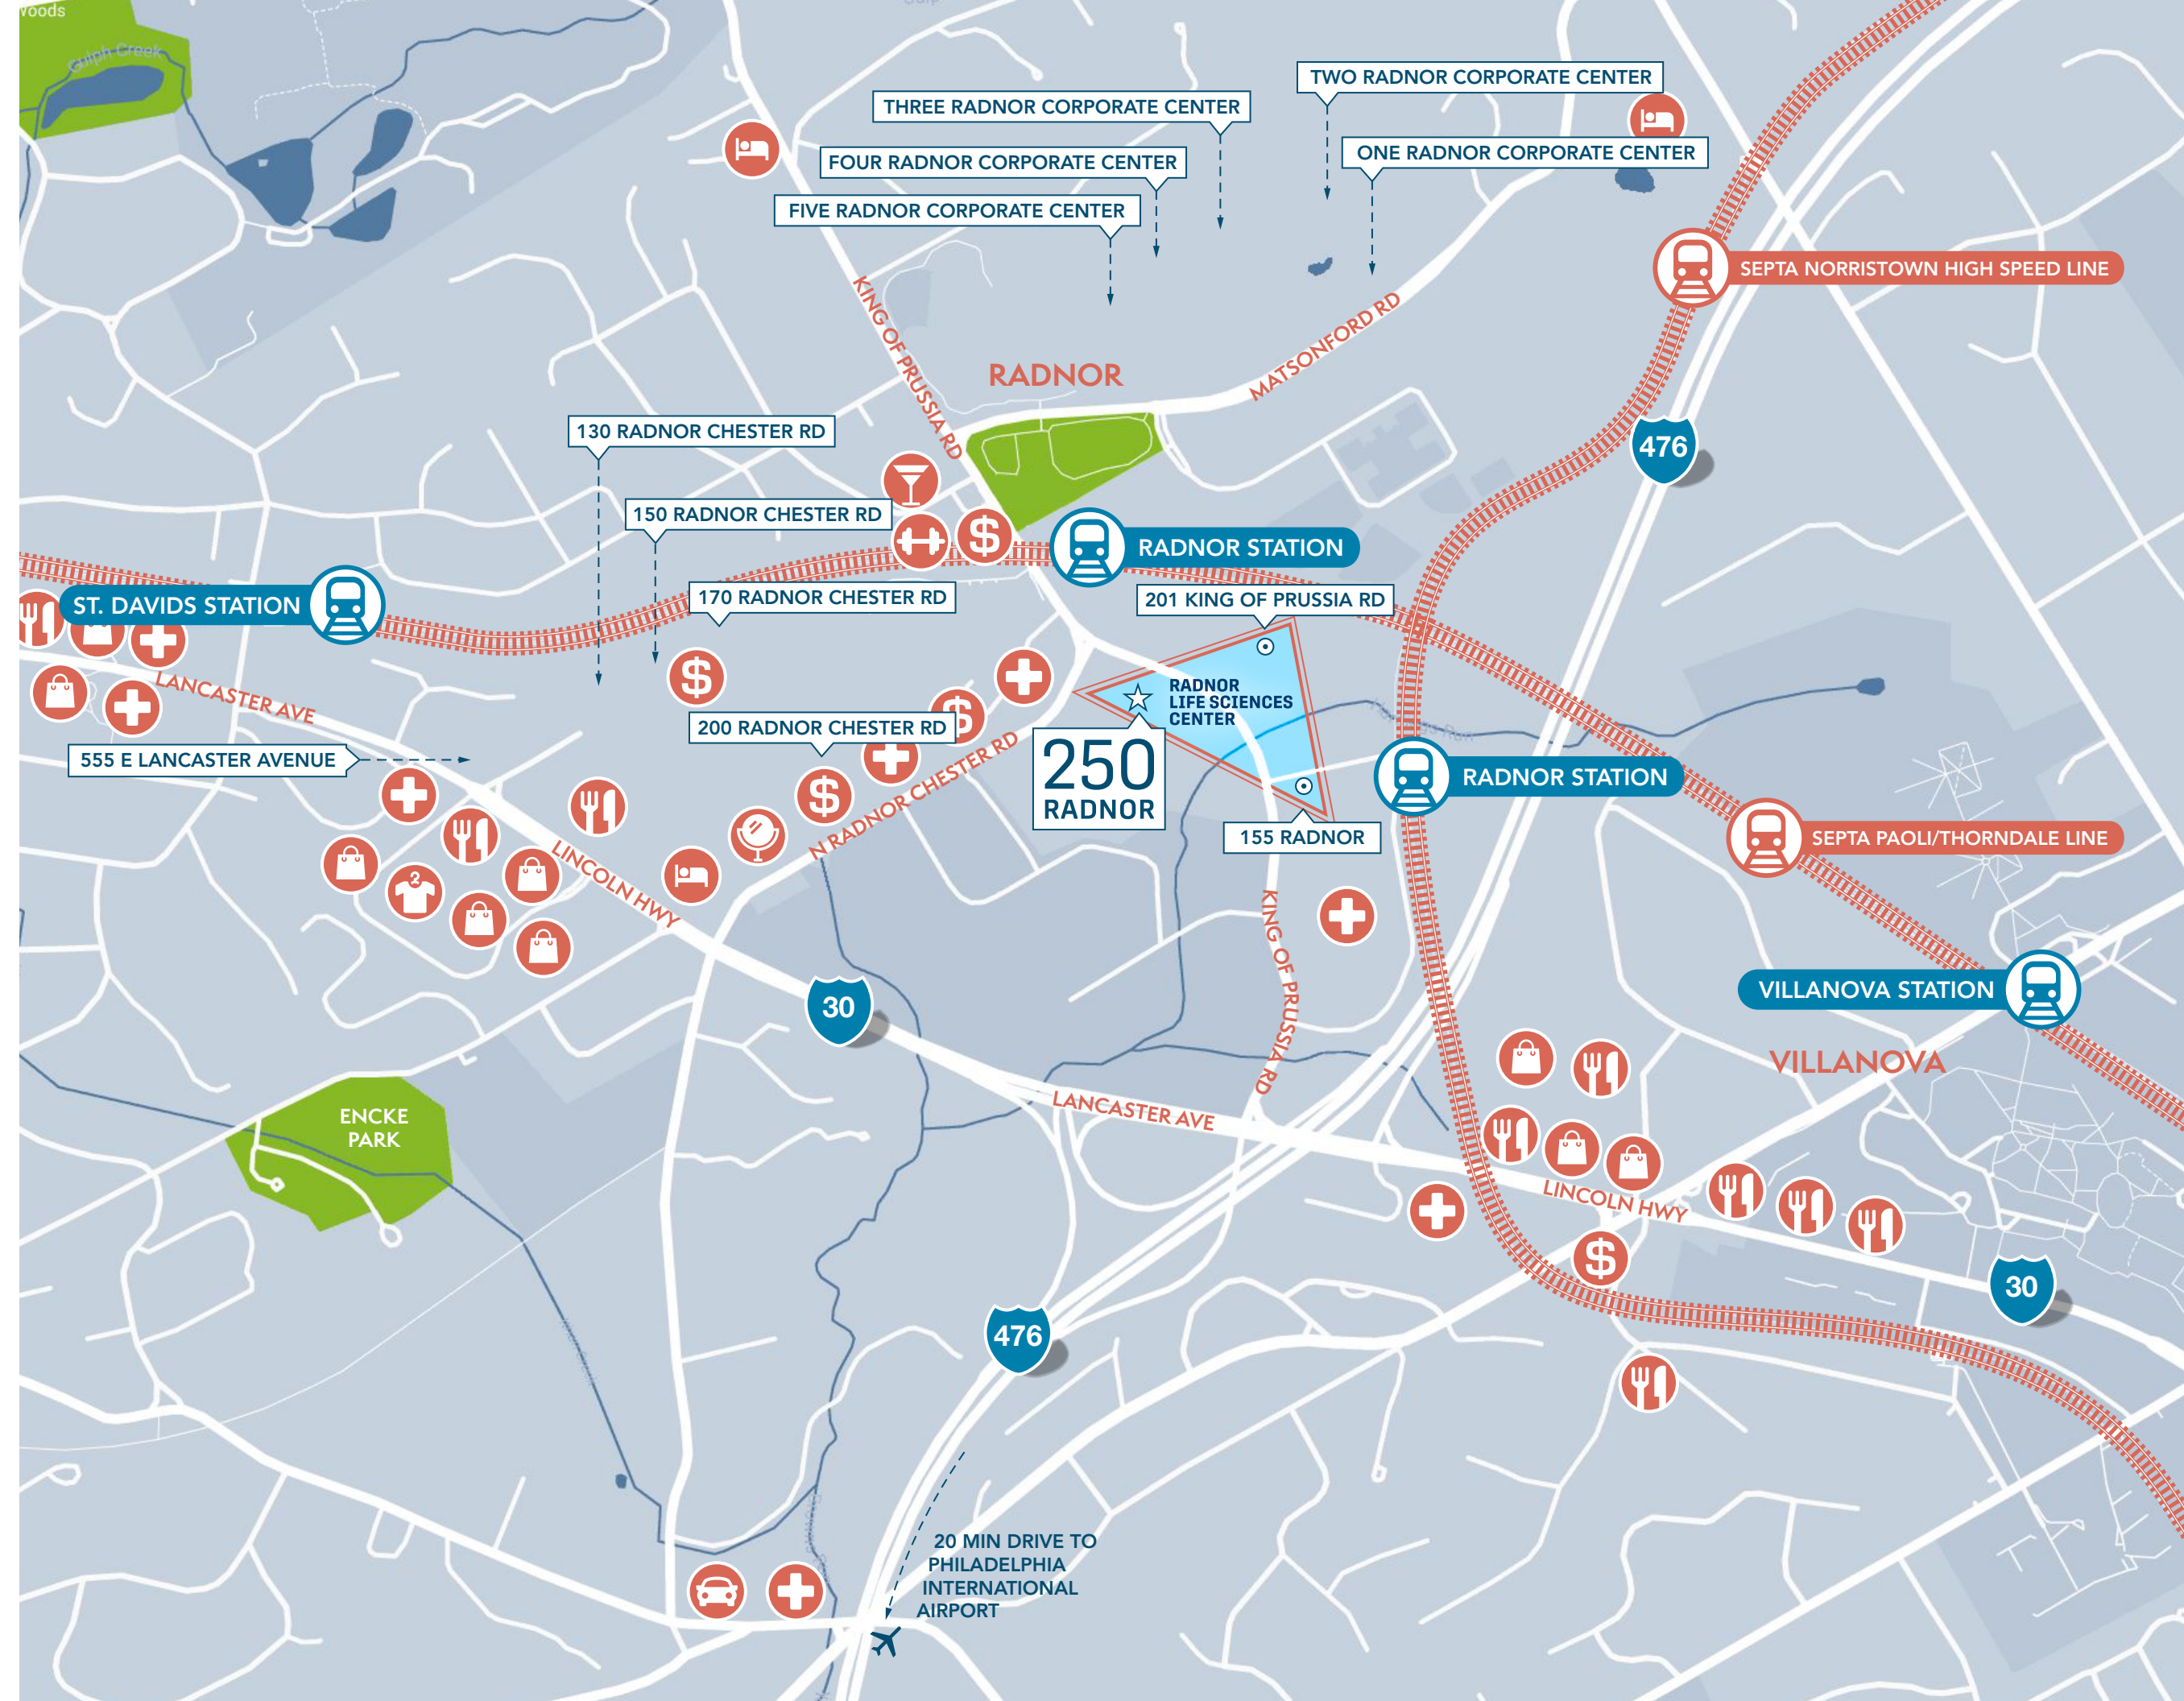 Gulph Creek
TWO RADNOR CORPORATE CENTER
THREE RADNOR CORPORATE CENTER
FOUR RADNOR CORPORATE CENTER
ONE RADNOR CORPORATE CENTER
FIVE RADNOR CORPORATE CENTER
SEPTA NORRISTOWN HIGH SPEED LINE
KING OF PRUSSIA RD
MATSONFORD RD
RADNOR
130 RADNOR CHESTER RD
476
150 RADNOR CHESTER RD
$
RADNOR STATION
170 RADNOR CHESTER RD
201 KING OF PRUSSIA RD
ST. DAVIDS STATION
$
LANCASTER AVE
RADNOR
LIFE SCIENCES
CENTER
$
200 RADNOR CHESTER RD
555 E LANCASTER AVENUE
250
RADNOR
RADNOR STATION
$
N RADNOR CHESTER RD
155 RADNOR
SEPTA PAOLI/THORNDALE LINE
LINCOLN HWY
2
KING OF PRUSSIA RD
30
VILLANOVA STATION
VILLANOVA
LANCASTER AVE
ENCKE
PARK
LINCOLN HWY
$
30
476
20 MIN DRIVE TO
PHILADELPHIA
INTERNATIONAL
AIRPORT